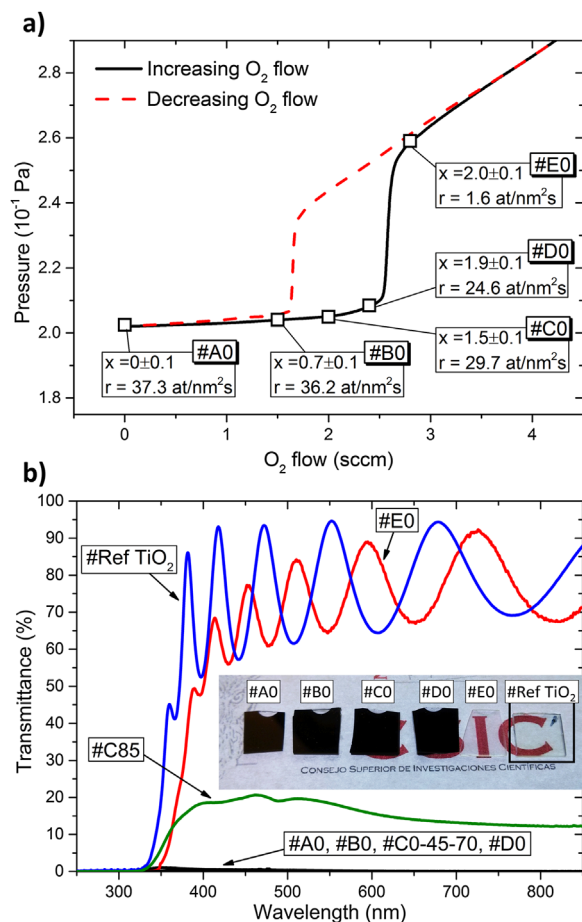 a)
2.8
2.6
2.4
2.2
2.0
1.8
Pressure (10⁻¹ Pa)
Increasing O₂ flow
Decreasing O₂ flow
#E0
x =2.0±0.1
r = 1.6 at/nm²s
#D0
x =1.9±0.1
r = 24.6 at/nm²s
#C0
x =1.5±0.1
r = 29.7 at/nm²s
#A0
x =0±0.1
r = 37.3 at/nm²s
#B0
x =0.7±0.1
r = 36.2 at/nm²s
0 1 2 3 4
O₂ flow (sccm)
b)
100
90
80
70
60
50
40
30
20
10
0
Transmittance (%)
#E0
#Ref TiO₂
#A0 #B0 #C0 #D0 #E0 #Ref TiO₂
CSIC
CONSEJO SUPERIOR DE INVESTIGACIONES CIENTÍFICAS
#C85
#A0, #B0, #C0-45-70, #D0
300 400 500 600 700 800
Wavelength (nm)